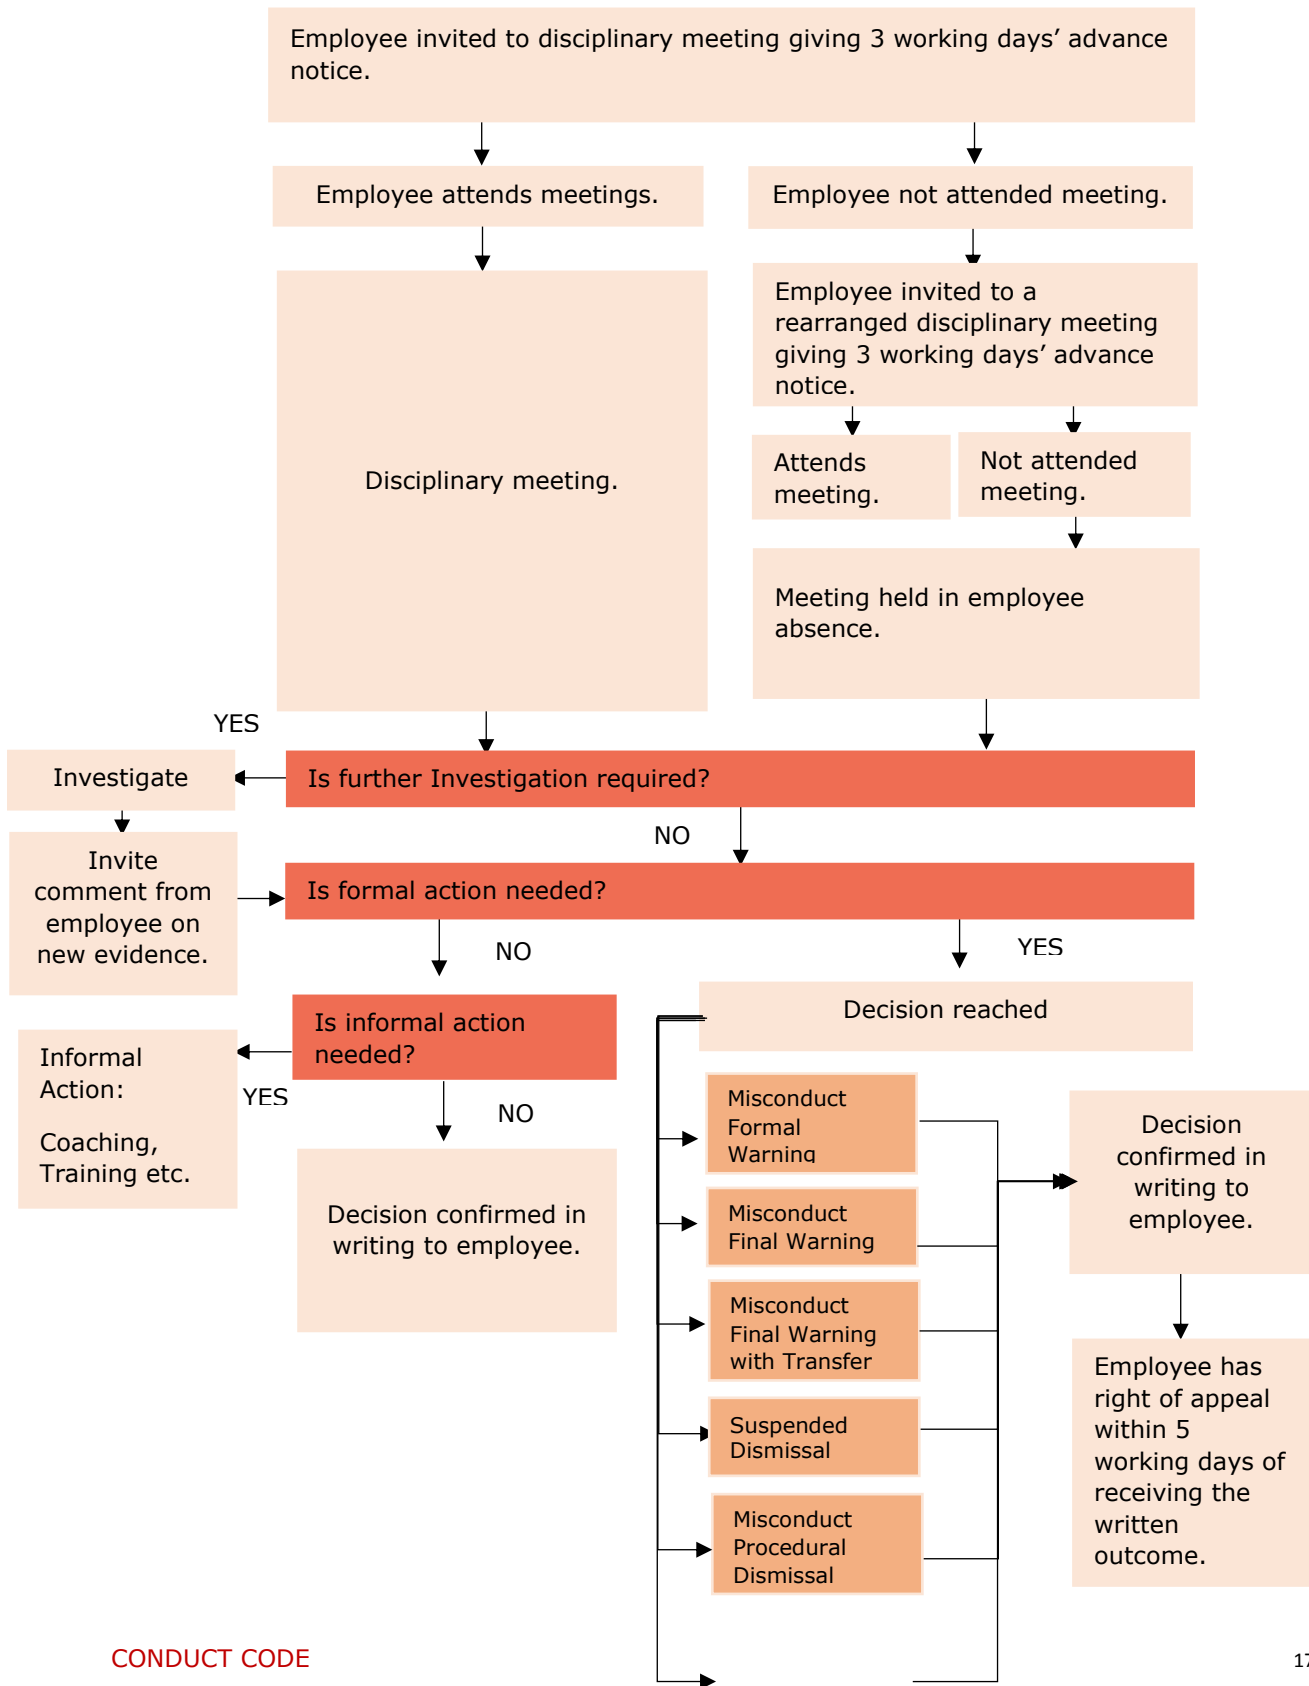 Employee invited to disciplinary meeting giving 3 working days’ advance
notice.
Employee attends meetings.
Employee not attended meeting.
Employee invited to a
rearranged disciplinary meeting
giving 3 working days’ advance
notice.
Disciplinary meeting.
Attends
meeting.
Not attended
meeting.
Meeting held in employee
absence.
YES
Investigate
Is further Investigation required?
NO
Invite
comment from
employee on
new evidence.
Is formal action needed?
NO
YES
Is informal action
needed?
Decision reached
Informal
Action:
Coaching,
Training etc.
YES
NO
Decision confirmed in
writing to employee.
Misconduct
Formal
Warning
Misconduct
Final Warning
Misconduct
Final Warning
with Transfer
Suspended
Dismissal
Misconduct
Procedural
Dismissal
Decision
confirmed in
writing to
employee.
Employee has
right of appeal
within 5
working days of
receiving the
written
outcome.
CONDUCT CODE
17